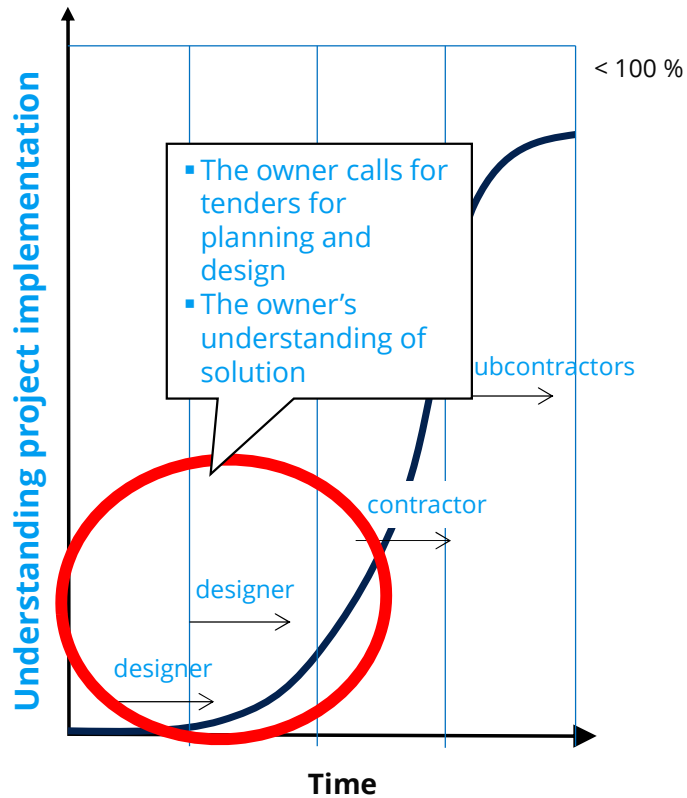 Understanding project implementation
< 100 %
▪ The owner calls for
tenders for
planning and
design
▪ The owner’s
understanding of
solution
ubcontractors
contractor
designer
designer
Time